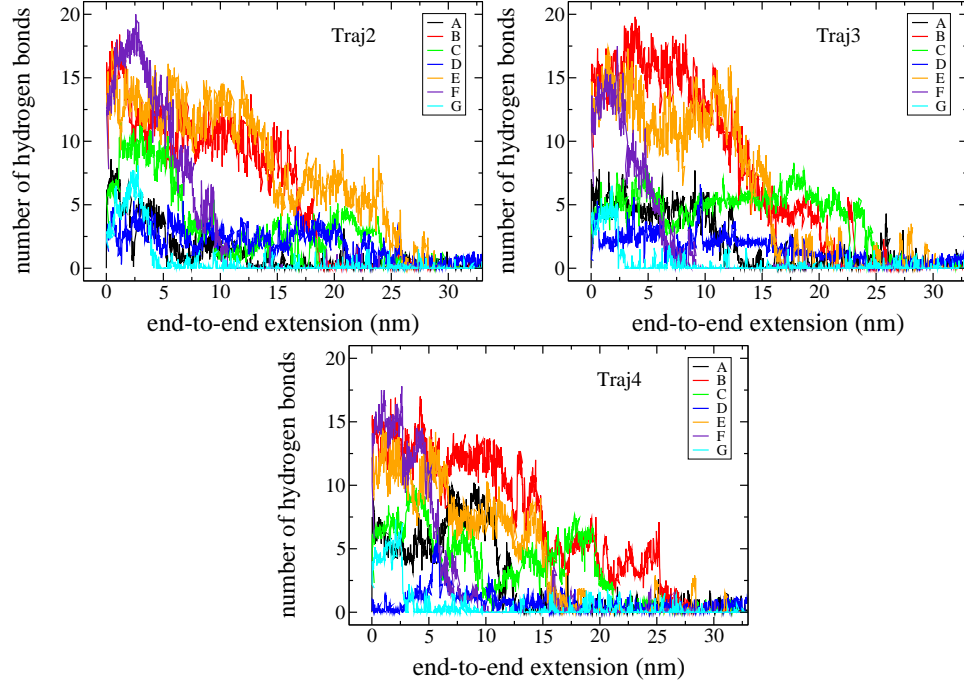 Traj2
A
B
C
D
E
F
G
20
15
10
5
0
number of hydrogen bonds
0 5 10 15 20 25 30
end-to-end extension (nm)
Traj3
A
B
C
D
E
F
G
20
15
10
5
0
number of hydrogen bonds
0 5 10 15 20 25 30
end-to-end extension (nm)
Traj4
A
B
C
D
E
F
G
20
15
10
5
0
number of hydrogen bonds
0 5 10 15 20 25 30
end-to-end extension (nm)